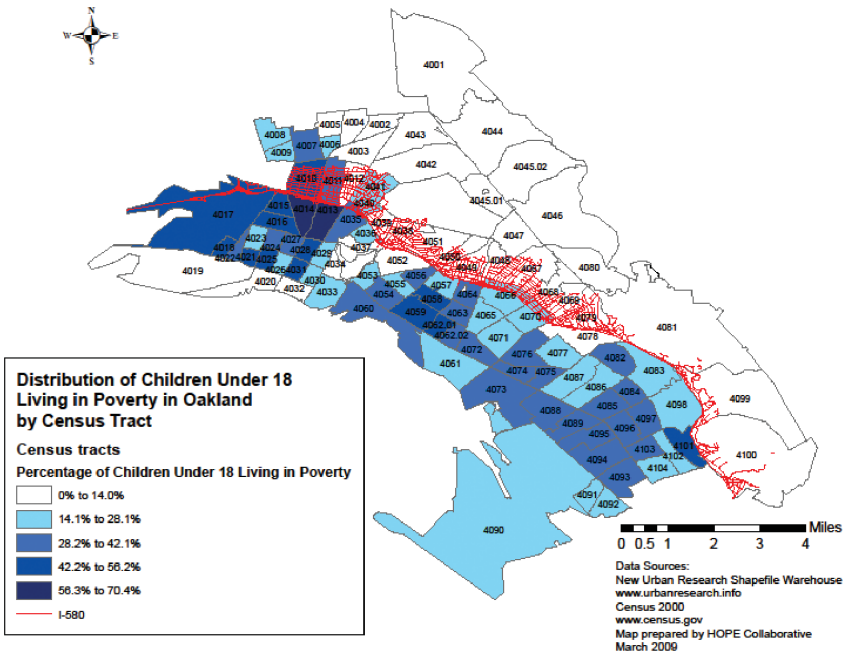 N
W E
S
4001
4005 4004 4002
4008 4007 4006 4043 4044
4009 4003
4042 4045.02
4010 4011 4012
4041
4045.01
4017 4015 4014 4013 4040
4016 4035 4046
4023 4036 4051 4047
4018 4027 4037
4024 4028 4029 4052 4050 4048
4022 4021 4025 4034 4049 4067 4080
4019 4026 4031
4020 4030 4053 4056
4032 4033 4055 4057
4054 4058 4064 4066 4068
4069
4060 4059 4063 4065 4070 4079
4062.01 4081
4062.02 4071 4078
4072 4076 4077 4082
4061 4074 4075 4083
4087
4073 4086 4084 4099
4085 4098
4088 4097
4089 4096
4095 4101
4103 4102 4100
4094 4104
4093
4091
4092
4090
Distribution of Children Under 18
Living in Poverty in Oakland
by Census Tract
Census tracts
Percentage of Children Under 18 Living in Poverty
0% to 14.0%
14.1% to 28.1%
28.2% to 42.1%
42.2% to 56.2%
56.3% to 70.4%
I-580
Miles
0 0.5 1 2 3 4
Data Sources:
New Urban Research Shapefile Warehouse
www.urbanresearch.info
Census 2000
www.census.gov
Map prepared by HOPE Collaborative
March 2009